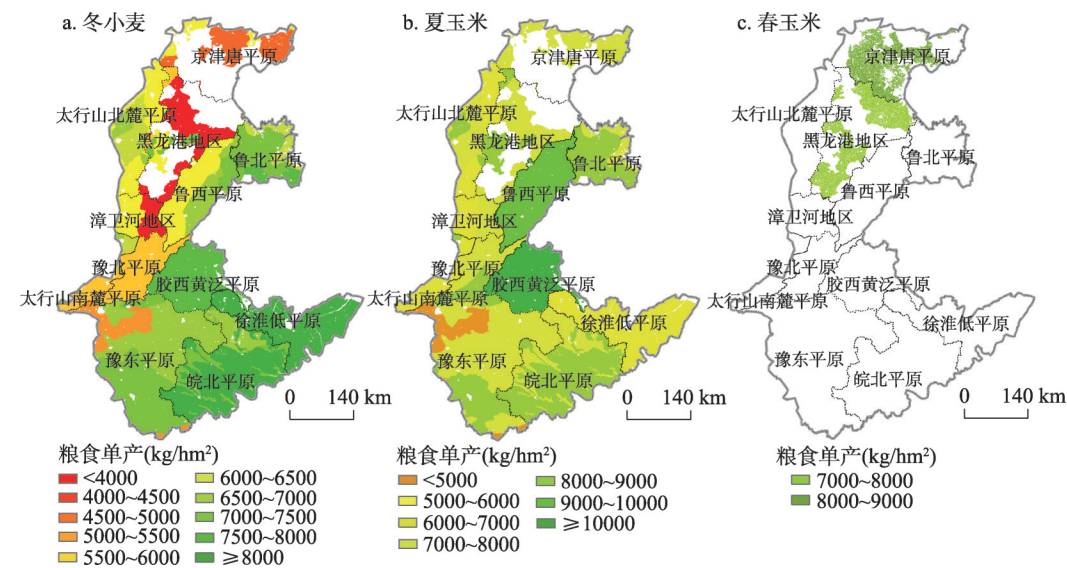 a. 冬小麦
京津唐平原
太行山北麓平原
黑龙港地区
鲁北平原
鲁西平原
漳卫河地区
豫北平原
胶西黄泛平原
太行山南麓平原
徐淮低平原
豫东平原
皖北平原
0 140 km
粮食单产(kg/hm²)
<4000
4000~4500
4500~5000
5000~5500
5500~6000
6000~6500
6500~7000
7000~7500
7500~8000
≥8000
b. 夏玉米
京津唐平原
太行山北麓平原
黑龙港地区
鲁北平原
鲁西平原
漳卫河地区
豫北平原
胶西黄泛平原
太行山南麓平原
徐淮低平原
豫东平原
皖北平原
0 140 km
粮食单产(kg/hm²)
<5000
5000~6000
6000~7000
7000~8000
8000~9000
9000~10000
≥10000
c. 春玉米
京津唐平原
太行山北麓平原
黑龙港地区
鲁北平原
鲁西平原
漳卫河地区
豫北平原
胶西黄泛平原
太行山南麓平原
徐淮低平原
豫东平原
皖北平原
0 140 km
粮食单产(kg/hm²)
7000~8000
8000~9000